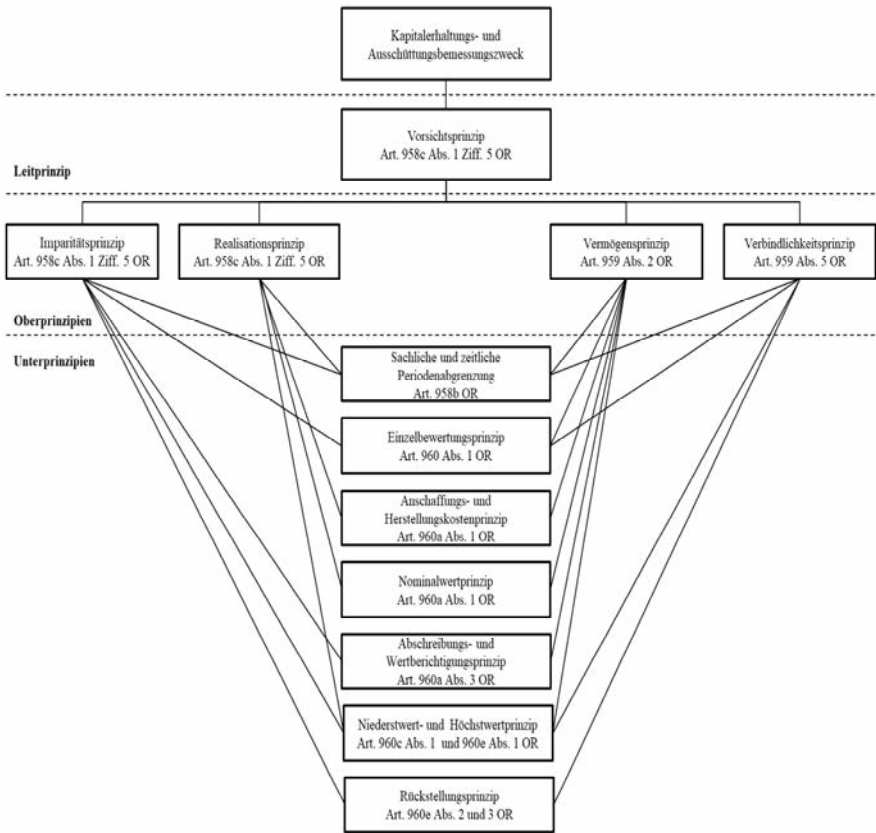 Kapitalerhaltungs- und
Ausschüttungsbemessungszweck
Vorsichtsprinzip
Art. 958c Abs. 1 Ziff. 5 OR
Leitprinzip
Imparitätsprinzip
Art. 958c Abs. 1 Ziff. 5 OR
Realisationsprinzip
Art. 958c Abs. 1 Ziff. 5 OR
Vermögensprinzip
Art. 959 Abs. 2 OR
Verbindlichkeitsprinzip
Art. 959 Abs. 5 OR
Oberprinzipien
Unterprinzipien
Sachliche und zeitliche
Periodenabgrenzung
Art. 958b OR
Einzelbewertungsprinzip
Art. 960 Abs. 1 OR
Anschaffungs- und
Herstellungskostenprinzip
Art. 960a Abs. 1 OR
Nominalwertprinzip
Art. 960a Abs. 1 OR
Abschreibungs- und
Wertberichtigungsprinzip
Art. 960a Abs. 3 OR
Niederstwert- und Höchstwertprinzip
Art. 960c Abs. 1 und 960e Abs. 1 OR
Rückstellungsprinzip
Art. 960e Abs. 2 und 3 OR